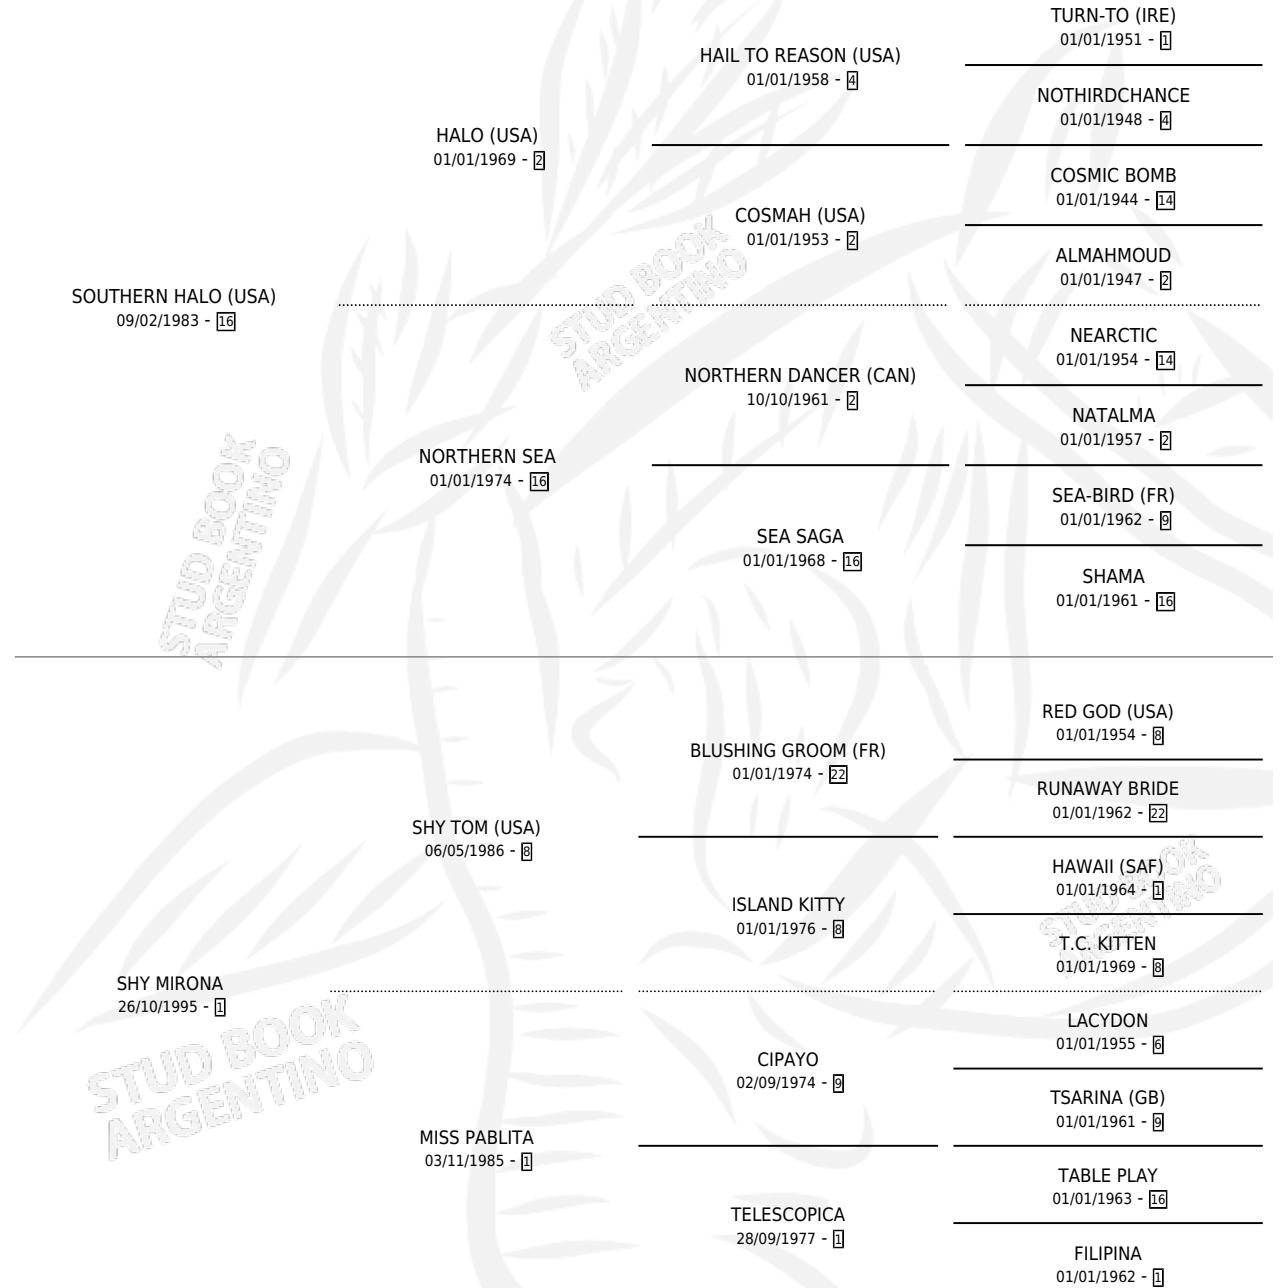 TURN-TO (IRE)
01/01/1951 - 1
HAIL TO REASON (USA)
01/01/1958 - 4
NOTHIRDCHANCE
01/01/1948 - 4
HALO (USA)
01/01/1969 - 2
COSMIC BOMB
01/01/1944 - 14
COSMAH (USA)
01/01/1953 - 2
ALMAHMOUD
01/01/1947 - 2
SOUTHERN HALO (USA)
09/02/1983 - 16
NEARCTIC
01/01/1954 - 14
NORTHERN DANCER (CAN)
10/10/1961 - 2
NATALMA
01/01/1957 - 2
NORTHERN SEA
01/01/1974 - 16
SEA-BIRD (FR)
01/01/1962 - 9
SEA SAGA
01/01/1968 - 16
SHAMA
01/01/1961 - 16
STUD BOOK
ARGENTINO
STUD BOOK
ARGENTINO
RED GOD (USA)
01/01/1954 - 8
BLUSHING GROOM (FR)
01/01/1974 - 22
RUNAWAY BRIDE
01/01/1962 - 22
SHY TOM (USA)
06/05/1986 - 8
HAWAII (SAF)
01/01/1964 - 1
ISLAND KITTY
01/01/1976 - 8
T.C. KITTEN
01/01/1969 - 8
STUD BOOK
ARGENTINO
SHY MIRONA
26/10/1995 - 1
LACYDON
01/01/1955 - 6
CIPAYO
02/09/1974 - 9
TSARINA (GB)
01/01/1961 - 9
MISS PABLITA
03/11/1985 - 1
TABLE PLAY
01/01/1963 - 16
TELESCOPICA
28/09/1977 - 1
FILIPINA
01/01/1962 - 1
STUD BOOK
ARGENTINO